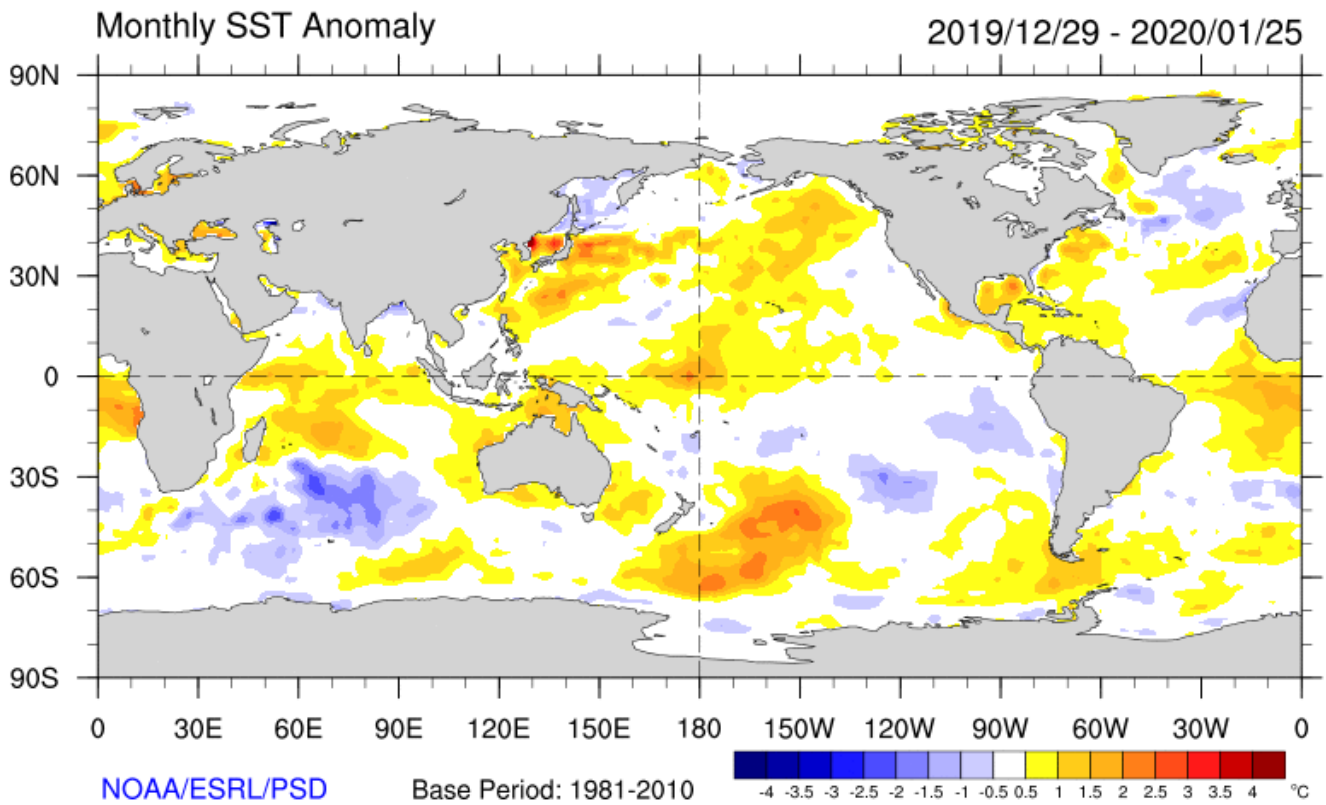 Monthly SST Anomaly 2019/12/29 - 2020/01/25
90N
60N
30N
0
30S
60S
90S
0 30E 60E 90E 120E 150E 180 150W 120W 90W 60W 30W 0
-4 -3.5 -3 -2.5 -2 -1.5 -1 -0.5 0.5 1 1.5 2 2.5 3 3.5 4 °C
NOAA/ESRL/PSD Base Period: 1981-2010